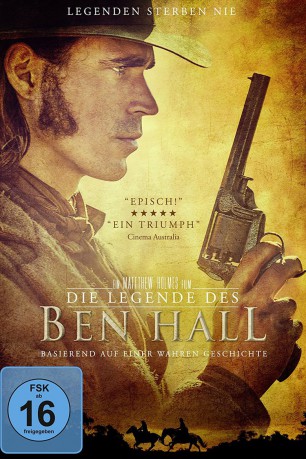 LEGENDEN STERBEN NIE
"EPISCH!"
★★★★★
"EIN TRIUMPH"
Cinema Australia
EIN MATTHEW HOLMES FILM
DIE LEGENDE DES
BEN HALL
BASIEREND AUF EINER WAHREN GESCHICHTE
FSK
ab
16
freigegeben